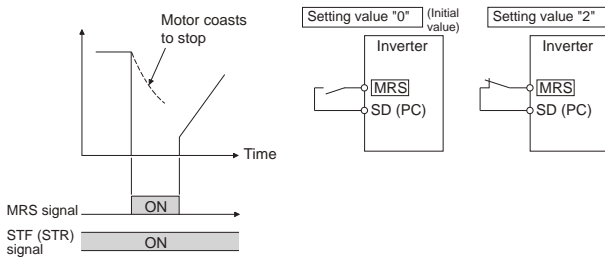 Motor coasts
to stop
Time
MRS signal
ON
STF (STR)
signal
ON
Setting value "0"
(Initial
value)
Inverter
MRS
SD (PC)
Setting value "2"
Inverter
MRS
SD (PC)